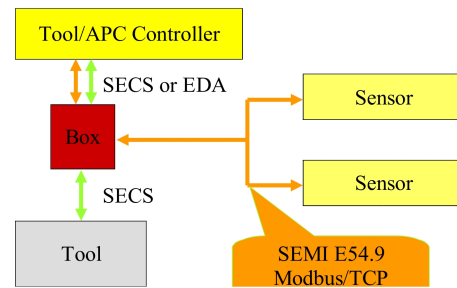 Tool/APC Controller
SECS or EDA
Sensor
Box
Sensor
SECS
Tool
SEMI E54.9
Modbus/TCP